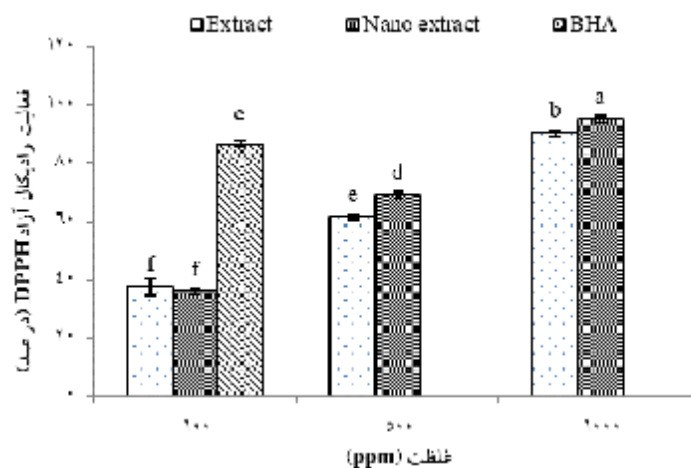 Extract Nano extract BHA
فعالیت رادیکال آزاد DPPH (درصد)
۱۲۰
۱۰۰
۸۰
۶۰
۴۰
۲۰
۰
f f c
e d
b a
۲۰۰ ۵۰۰ ۱۰۰۰
غلظت (ppm)